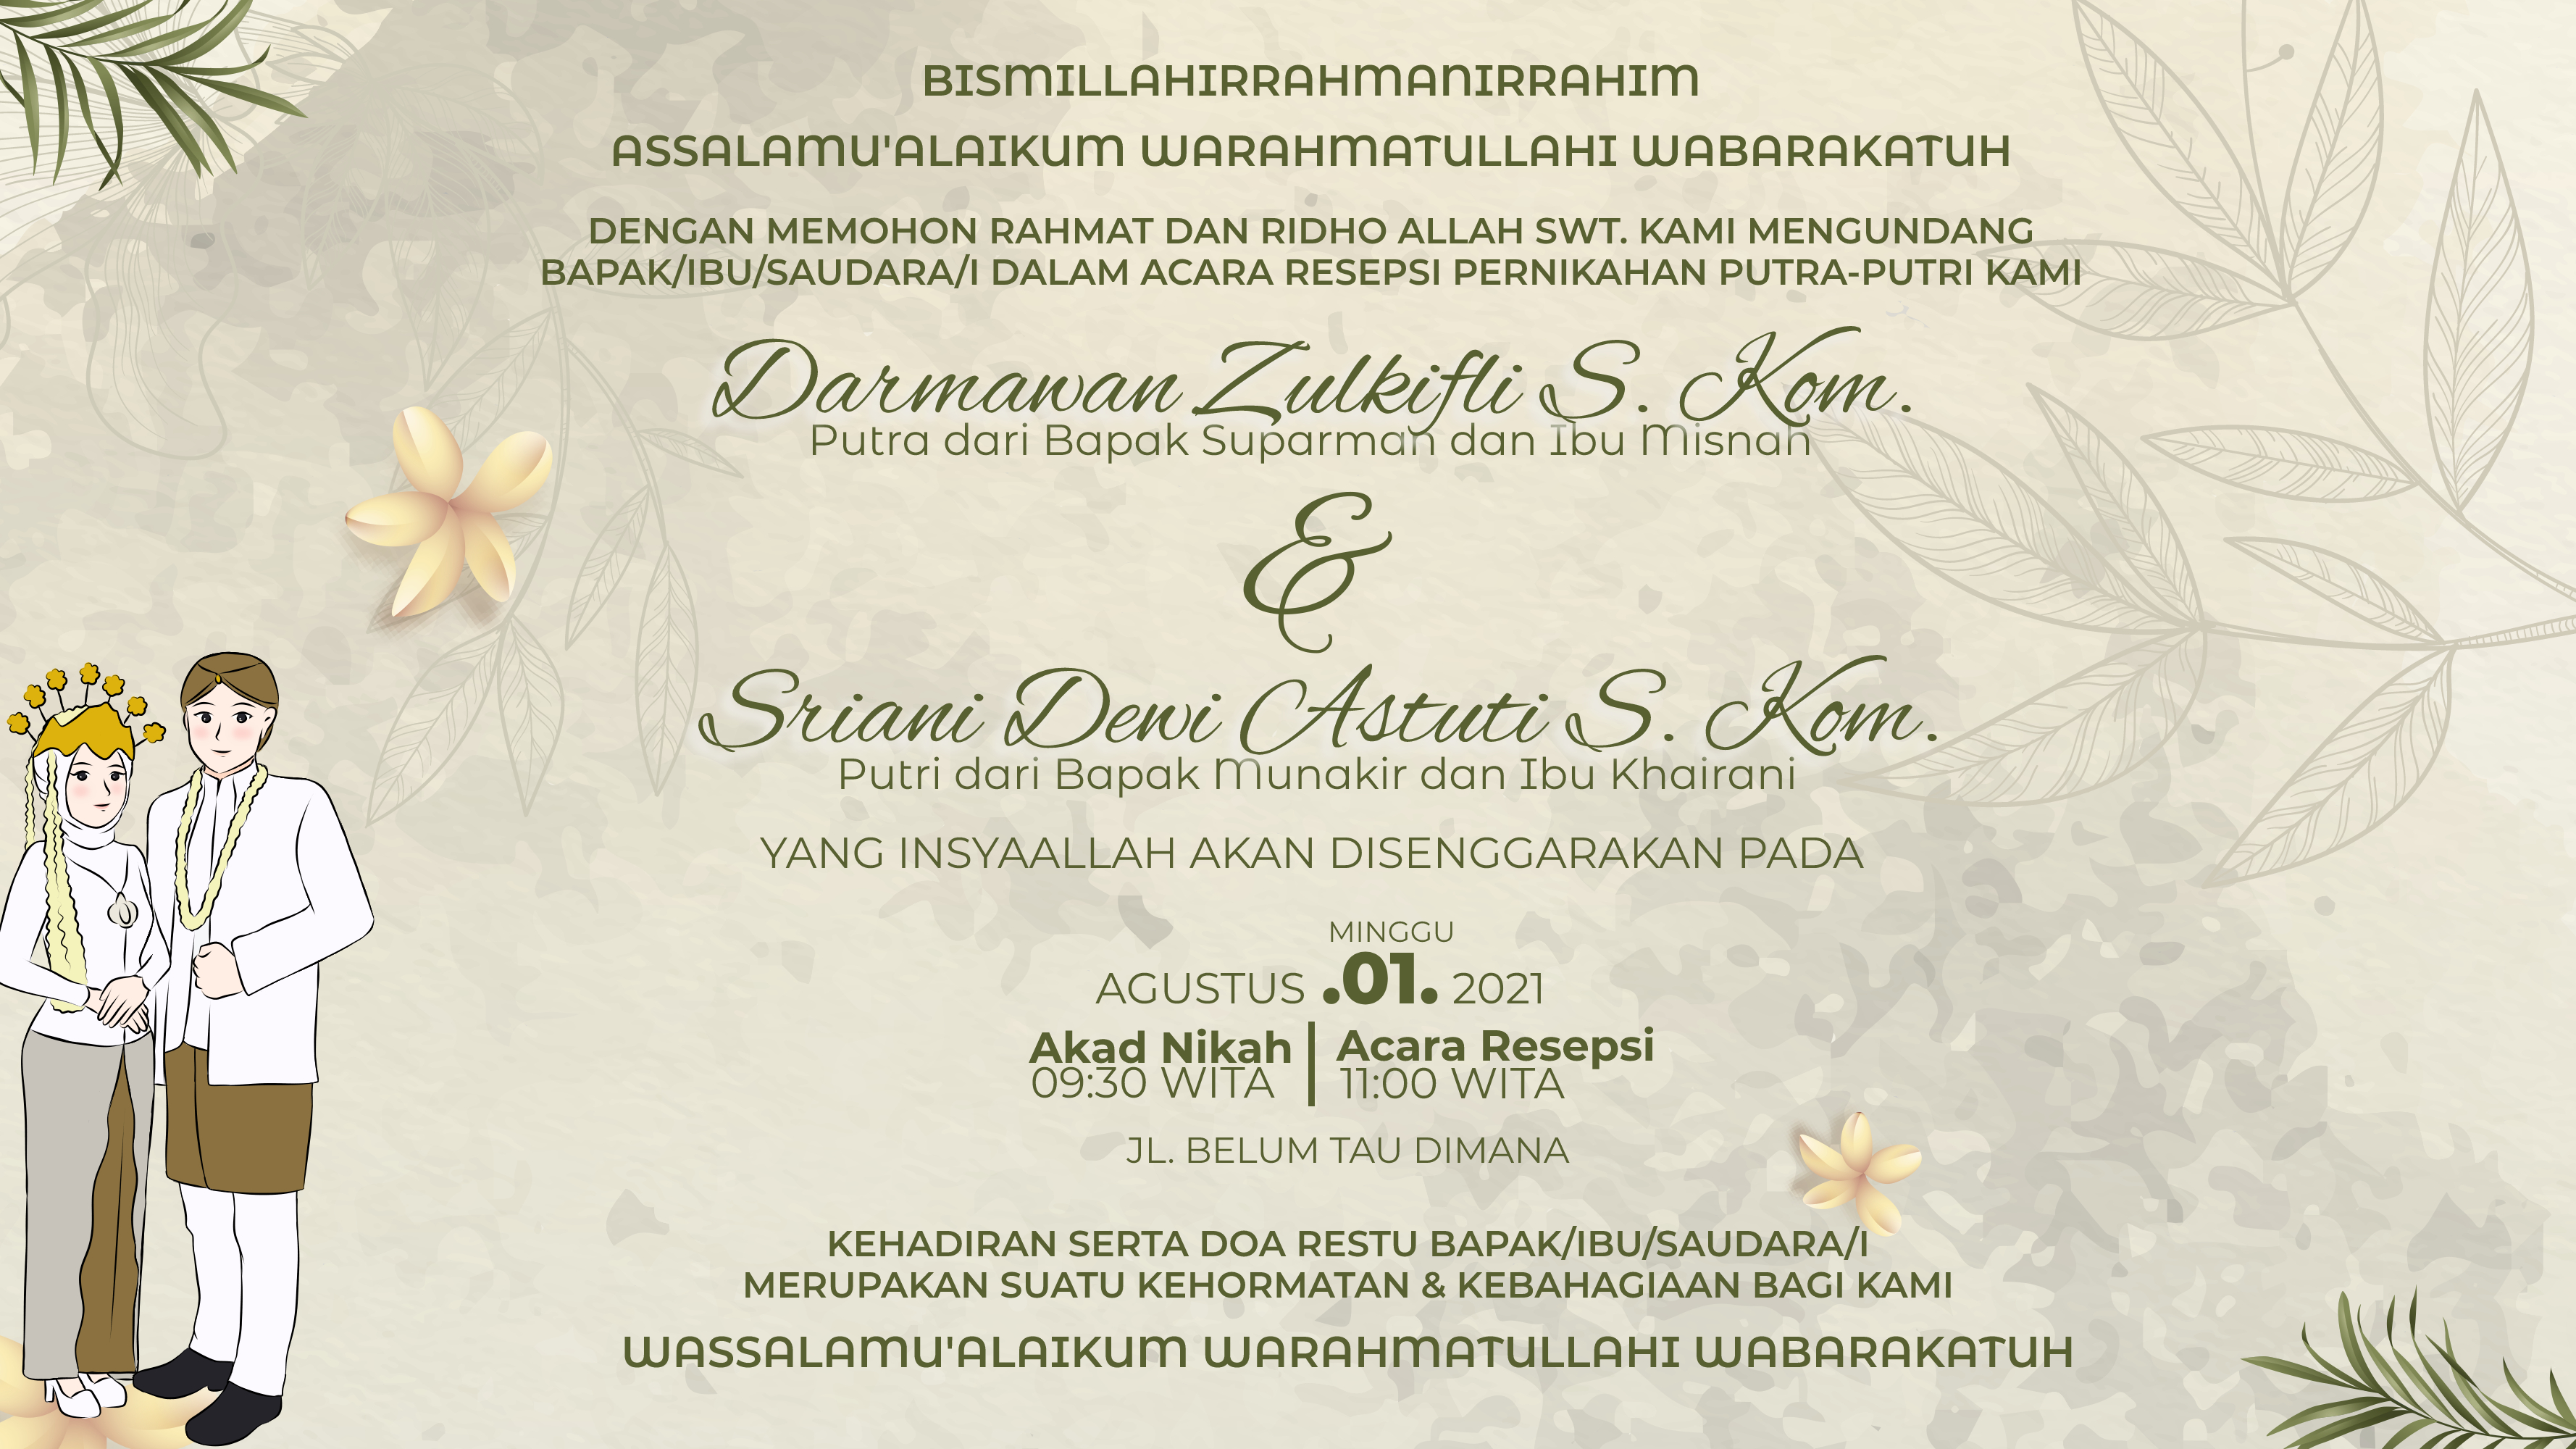 BISMILLAHIRRAHMANIRRAHIM
ASSALAMU'ALAIKUM WARAHMATULLAHI WABARAKATUH
DENGAN MEMOHON RAHMAT DAN RIDHO ALLAH SWT. KAMI MENGUNDANG
BAPAK/IBU/SAUDARA/I DALAM ACARA RESEPSI PERNIKAHAN PUTRA-PUTRI KAMI
Darmawan Zulkifli S. Kom.
Putra dari Bapak Suparman dan Ibu Misnah
&
Sriani Dewi Astuti S. Kom.
Putri dari Bapak Munakir dan Ibu Khairani
YANG INSYAALLAH AKAN DISENGGARAKAN PADA
MINGGU
AGUSTUS .01. 2021
Akad Nikah | Acara Resepsi
09:30 WITA | 11:00 WITA
JL. BELUM TAU DIMANA
KEHADIRAN SERTA DOA RESTU BAPAK/IBU/SAUDARA/I
MERUPAKAN SUATU KEHORMATAN & KEBAHAGIAAN BAGI KAMI
WASSALAMU'ALAIKUM WARAHMATULLAHI WABARAKATUH